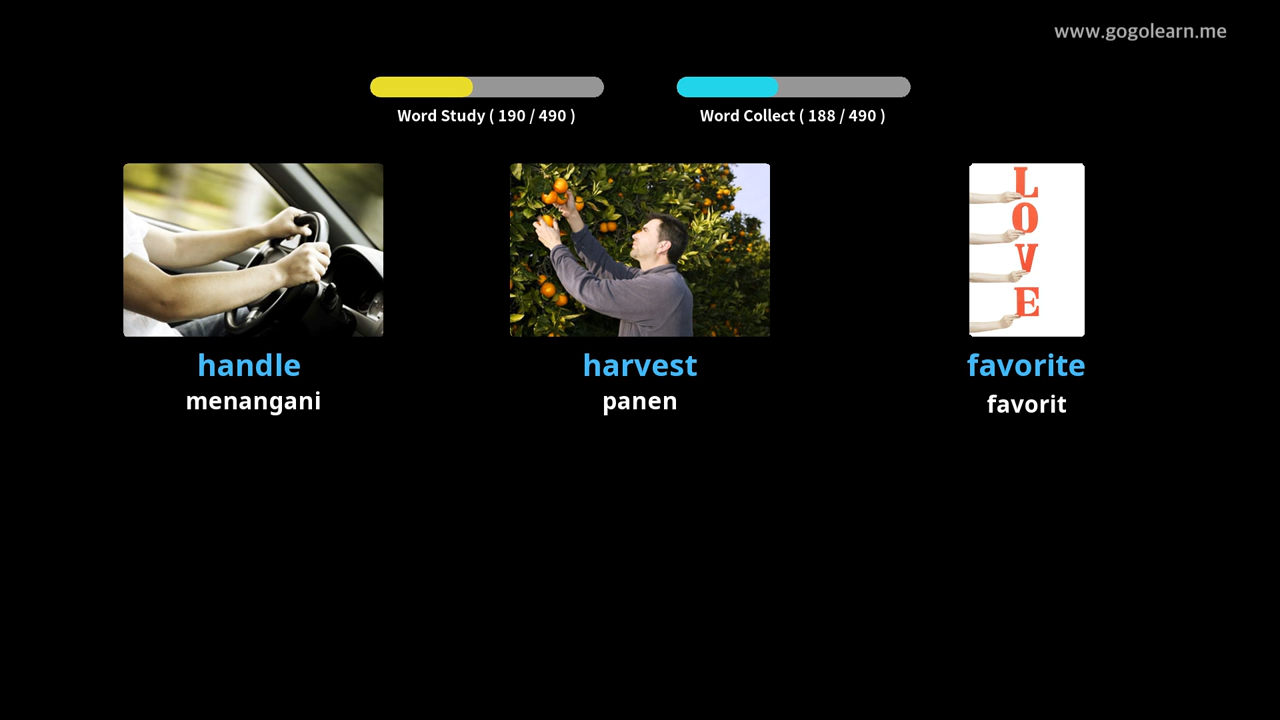 www.gogolearn.me
Word Study ( 190 / 490 )
Word Collect ( 188 / 490 )
L
O
V
E
handle
harvest
favorite
menangani
panen
favorit